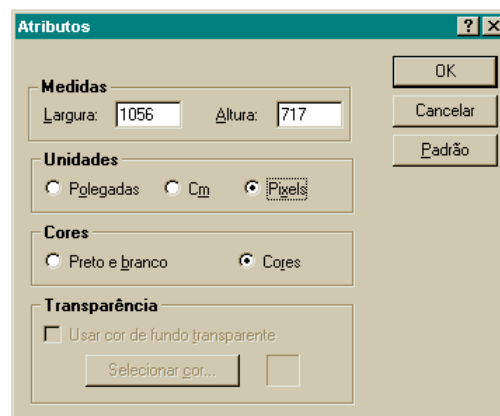 Atributos
Medidas
Largura: 1056 Altura: 717
Unidades
Polegadas Cm Pixels
Cores
Preto e branco Cores
Transparência
Usar cor de fundo transparente
Selecionar cor...
OK
Cancelar
Padrão